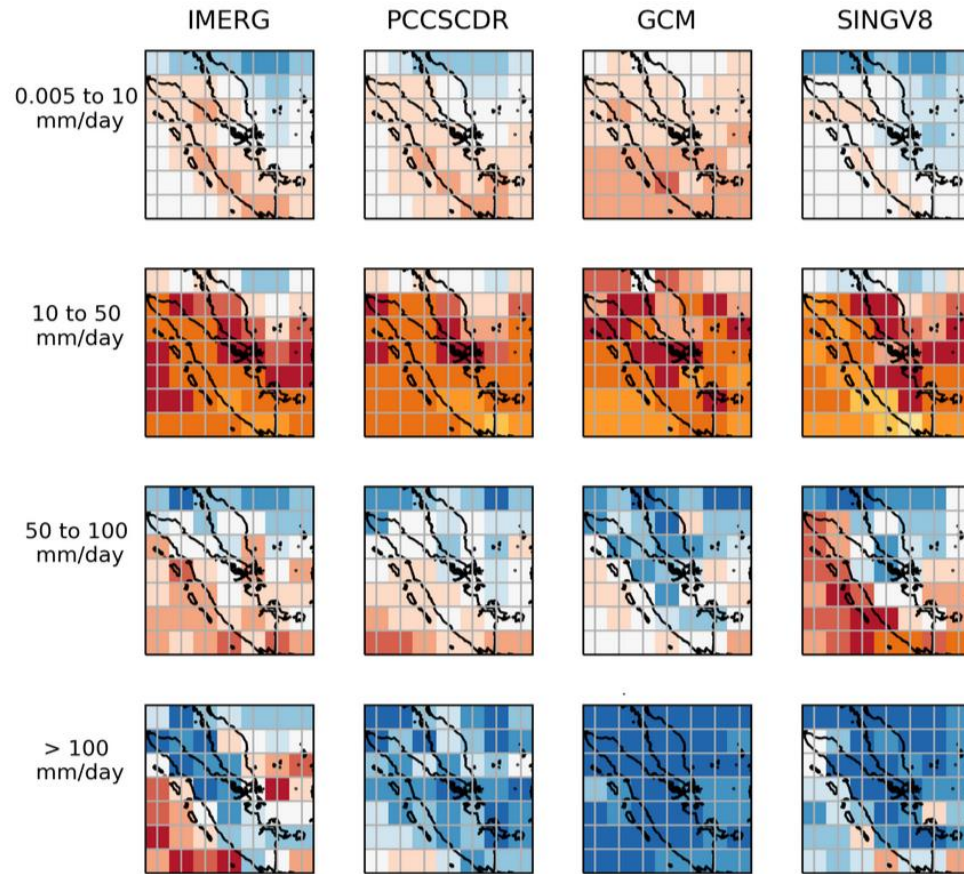 IMERG PCCSCDR GCM SINGV8
0.005 to 10
mm/day
10 to 50
mm/day
50 to 100
mm/day
> 100
mm/day